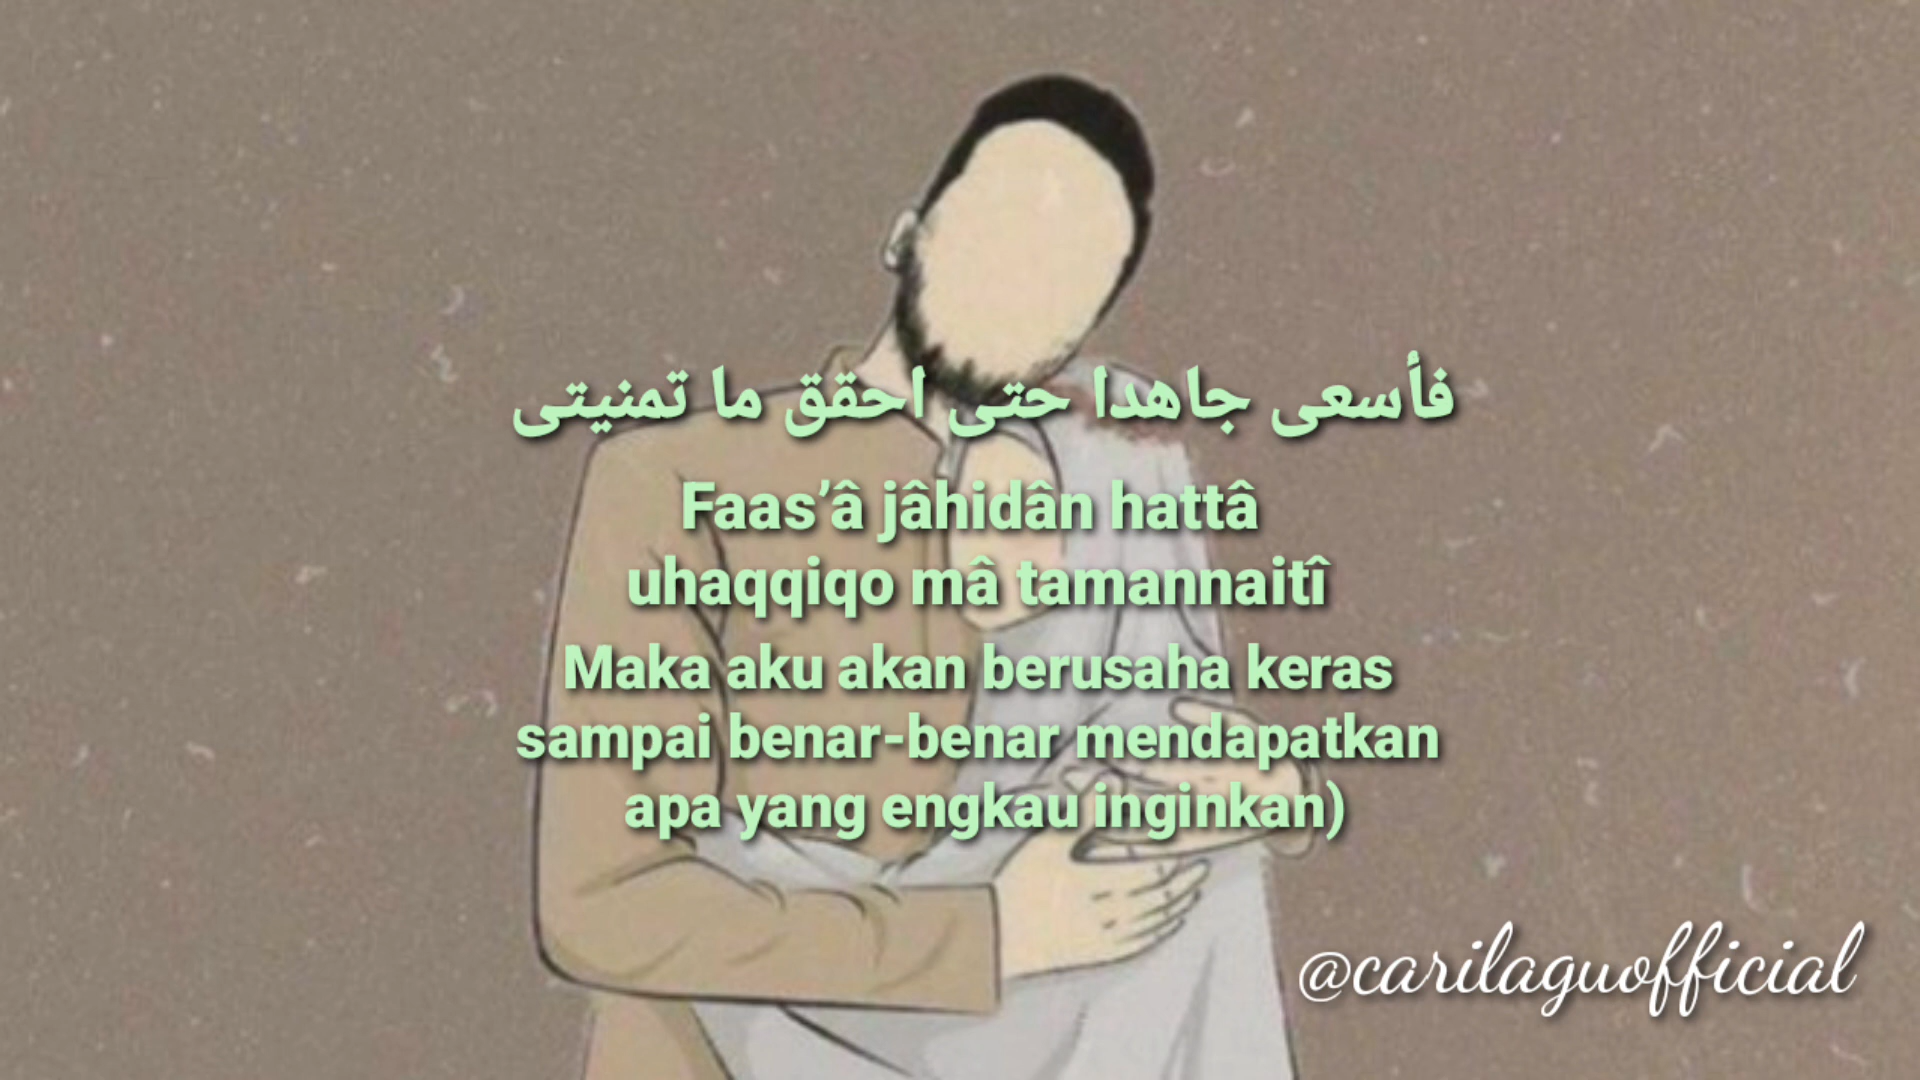 فأسعى جاهدا حتى احقق ما تمنيتى
Faas’â jâhidân hattâ
uhaqqiqo mâ tamannaitî
Maka aku akan berusaha keras
sampai benar-benar mendapatkan
apa yang engkau inginkan)
@carilaguofficial